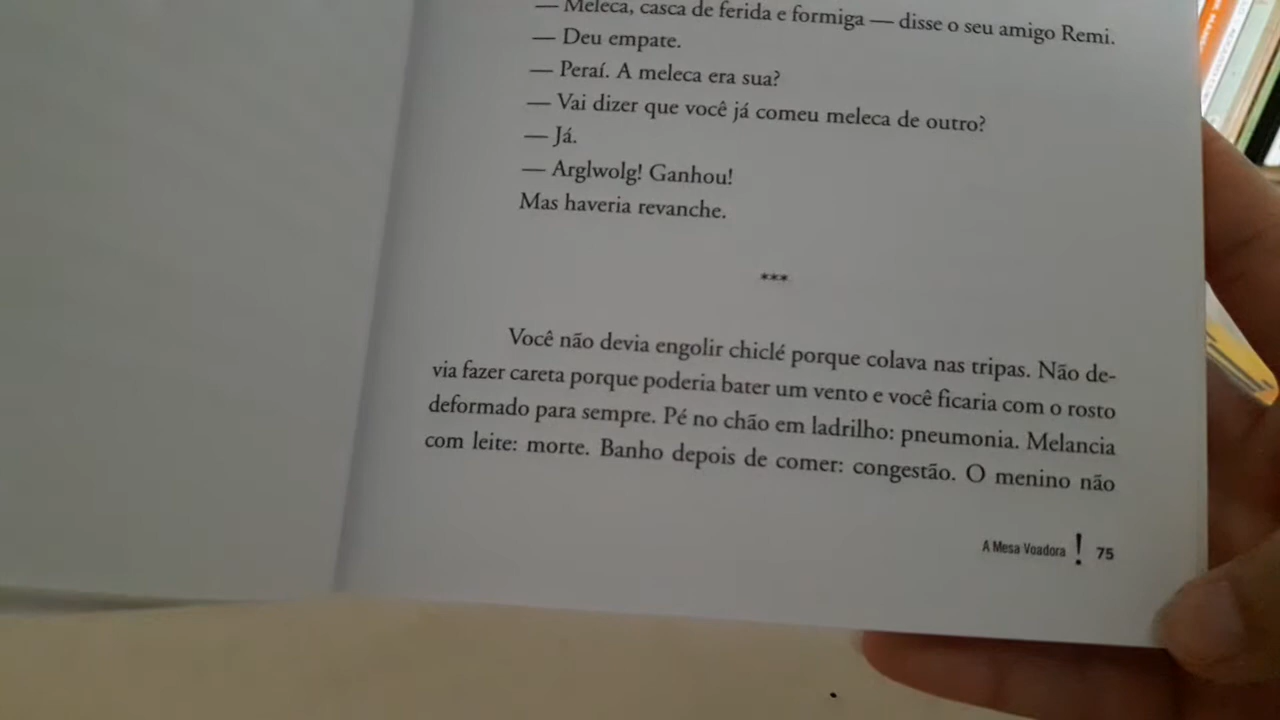 — Meleca, casca de ferida e formiga — disse o seu amigo Remi.
— Deu empate.
— Peraí. A meleca era sua?
— Vai dizer que você já comeu meleca de outro?
— Já.
— Arglwolg! Ganhou!
Mas haveria revanche.
***
Você não devia engolir chiclé porque colava nas tripas. Não de-
via fazer careta porque poderia bater um vento e você ficaria com o rosto
deformado para sempre. Pé no chão em ladrilho: pneumonia. Melancia
com leite: morte. Banho depois de comer: congestão. O menino não
A Mesa Voadora ! 75